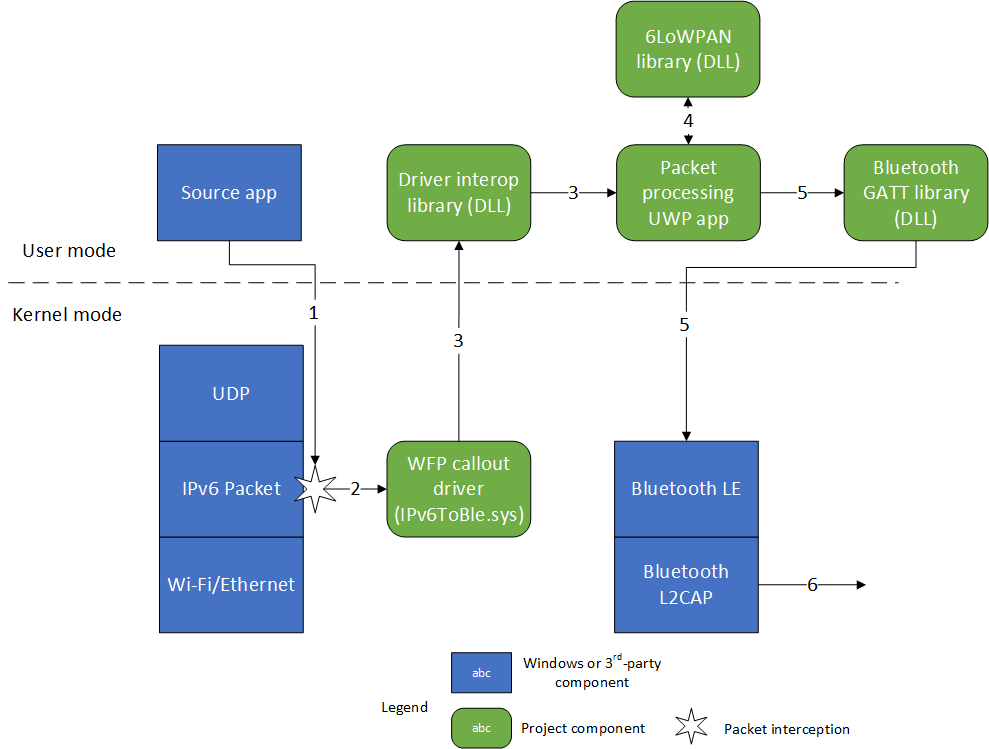 6LoWPAN
library (DLL)
4
Source app
Driver interop
library (DLL)
3
Packet
processing
UWP app
5
Bluetooth
GATT library
(DLL)
User mode
Kernel mode
1
3
5
UDP
IPv6 Packet
2
WFP callout
driver
(IPv6ToBle.sys)
Bluetooth LE
Wi-Fi/Ethernet
Bluetooth
L2CAP
6
abc
Windows or 3rd-party
component
Legend
abc
Project component
Packet interception